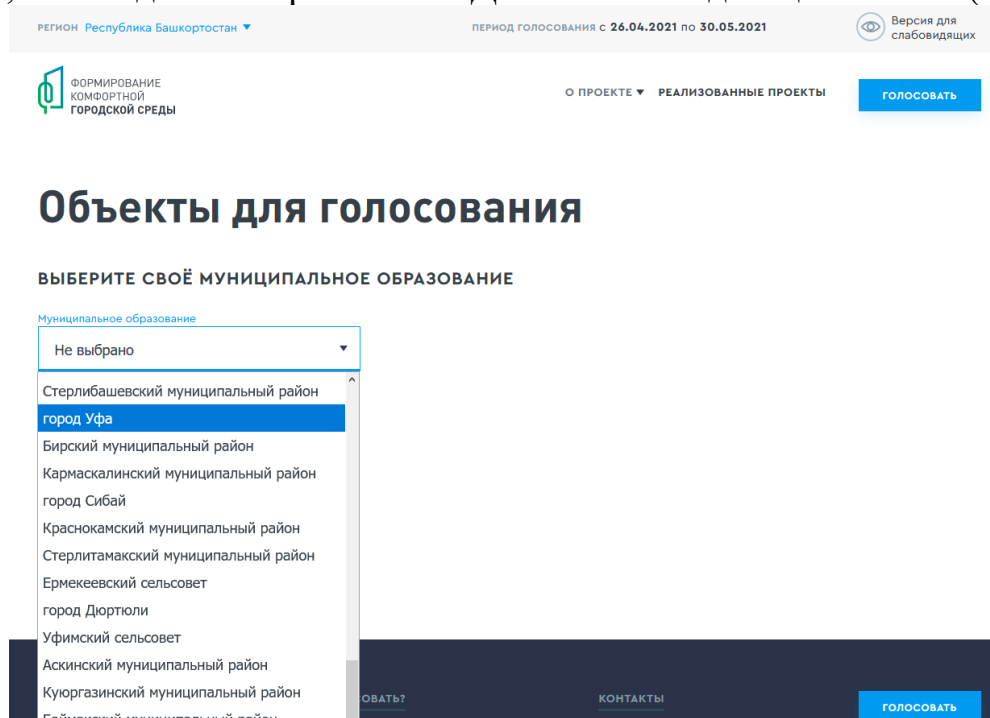 РЕГИОН Республика Башкортостан ▼ ПЕРИОД ГОЛОСОВАНИЯ с 26.04.2021 по 30.05.2021 Версия для слабовидящих
ФОРМИРОВАНИЕ
КОМФОРТНОЙ
ГОРОДСКОЙ СРЕДЫ
О ПРОЕКТЕ ▼ РЕАЛИЗОВАННЫЕ ПРОЕКТЫ ГОЛОСОВАТЬ
Объекты для голосования
ВЫБЕРИТЕ СВОЁ МУНИЦИПАЛЬНОЕ ОБРАЗОВАНИЕ
Муниципальное образование
Не выбрано
Стерлибашевский муниципальный район
город Уфа
Бирский муниципальный район
Кармаскалинский муниципальный район
город Сибай
Краснокамский муниципальный район
Стерлитамакский муниципальный район
Ермекеевский сельсовет
город Дюртюли
Уфимский сельсовет
Аскинский муниципальный район
Куюргазинский муниципальный район
ОВАТЬ? КОНТАКТЫ ГОЛОСОВАТЬ